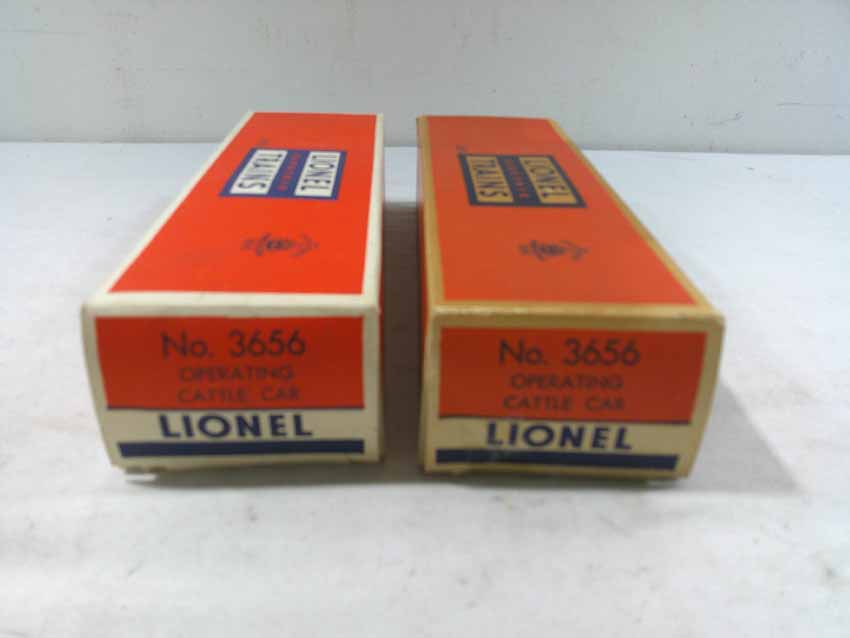 LIONEL
TRAINS
No. 3656
OPERATING
CATTLE CAR
LIONEL
LIONEL
TRAINS
No. 3656
OPERATING
CATTLE CAR
LIONEL